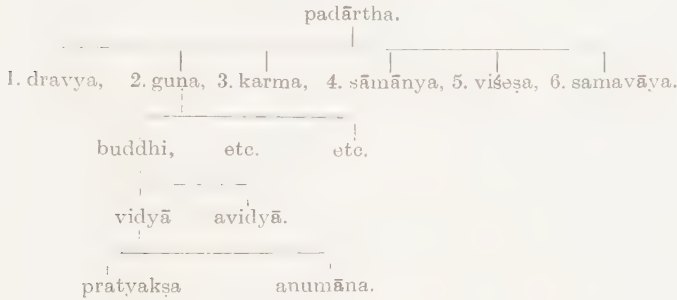 padārtha.
1. dravya, 2. guṇa, 3. karma, 4. sāmānya, 5. viśeṣa, 6. samavāya.
buddhi, etc. etc.
vidyā avidyā.
pratyakṣa anumāna.